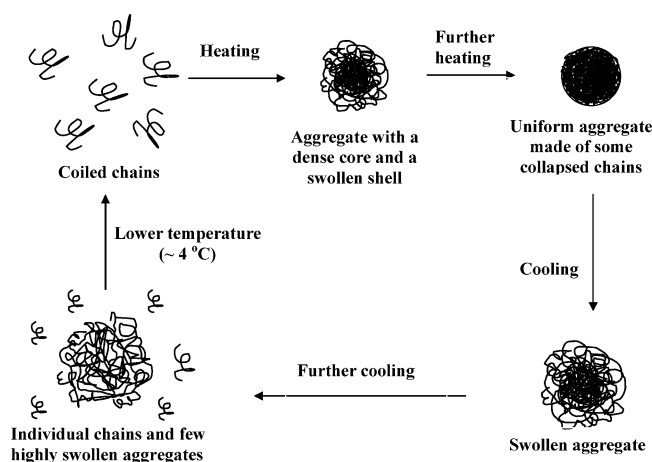 Heating
Further
heating
Coiled chains
Aggregate with a
dense core and a
swollen shell
Uniform aggregate
made of some
collapsed chains
Lower temperature
(~ 4 °C)
Cooling
Further cooling
Individual chains and few
highly swollen aggregates
Swollen aggregate